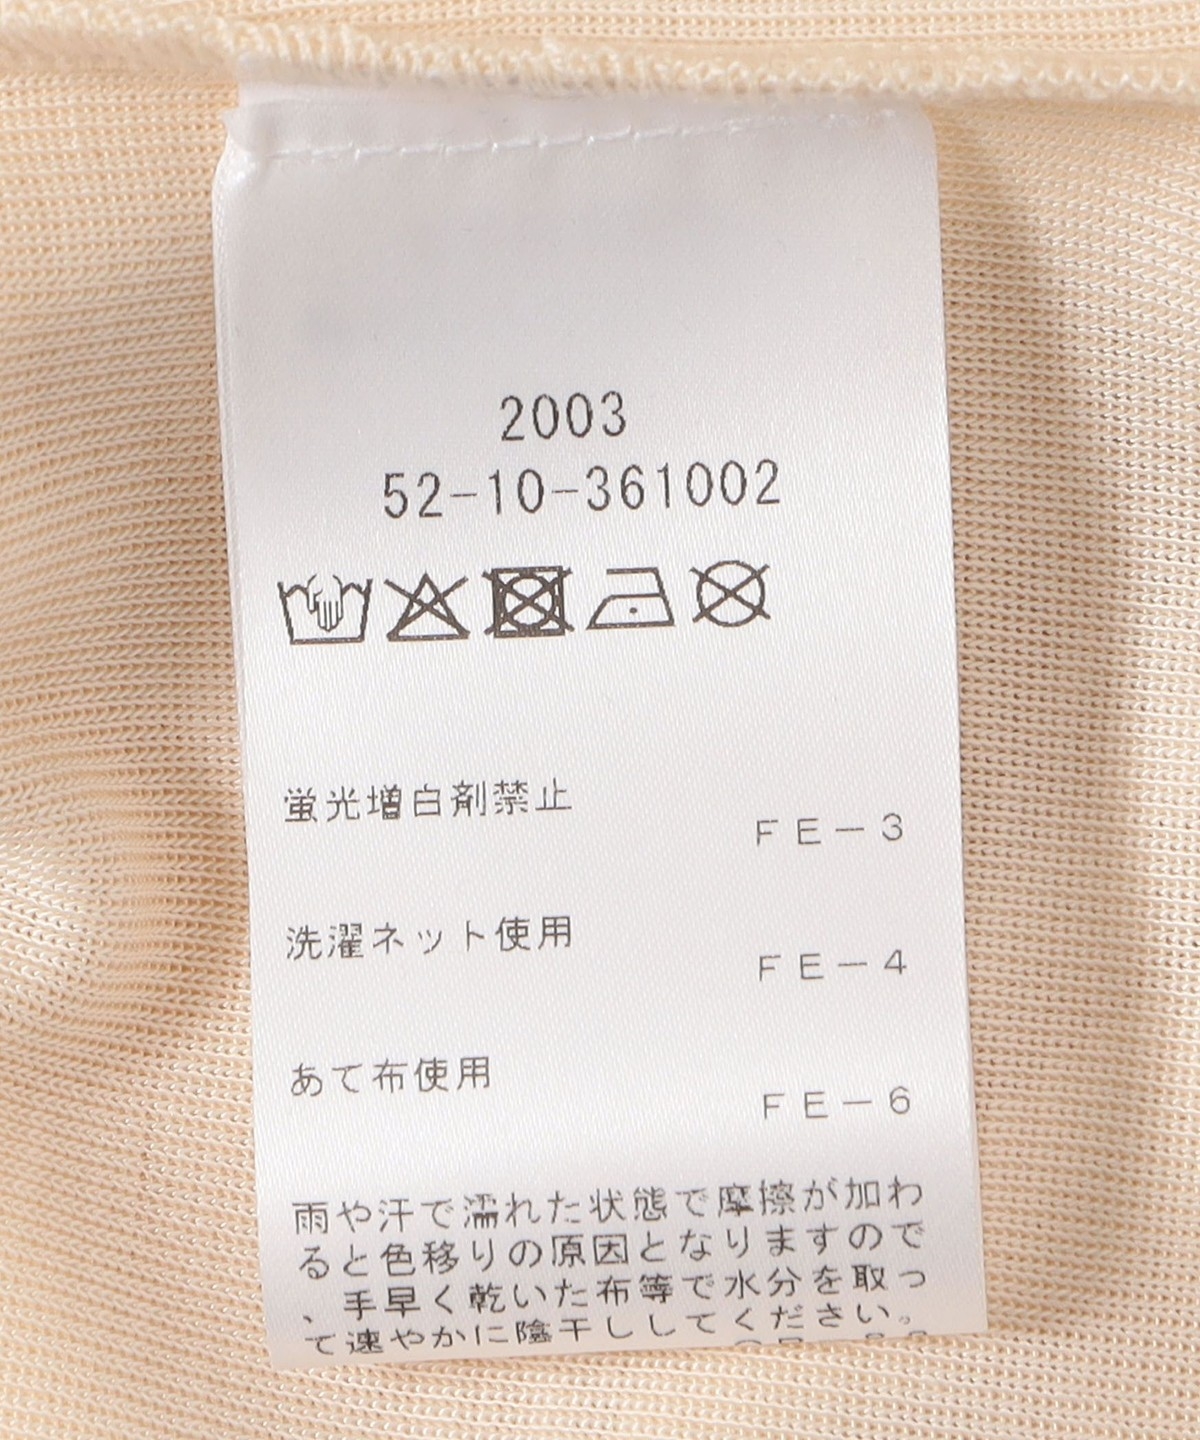 2003
52-10-361002
蛍光増白剤禁止
FE-3
洗濯ネット使用
FE-4
あて布使用
FE-6
雨や汗で濡れた状態で摩擦が加わ
ると色移りの原因となりますので
、手早く乾いた布等で水分を取っ
て速やかに陰干ししてください。